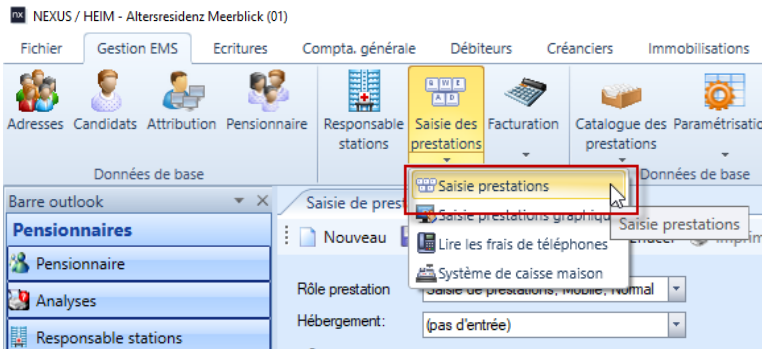 NEXUS / HEIM - Altersresidenz Meerblick (01)
Fichier Gestion EMS Ecritures Compta. générale Débiteurs Créanciers Immobilisations
Adresses Candidats Attribution Pensionnaire Responsable stations Saisie des prestations Facturation Catalogue des prestations Paramétrisatio
Données de base Données de base
Barre outlook
Saisie de prest
Pensionnaires
Pensionnaire
Analyses
Responsable stations
Saisie prestations
Saisie prestations graphiqu
Lire les frais de téléphones
Système de caisse maison
Saisie prestations
Nouveau
Imprim
Rôle prestation Saisie de prestations, Mobile, Normal
Hébergement: (pas d'entrée)